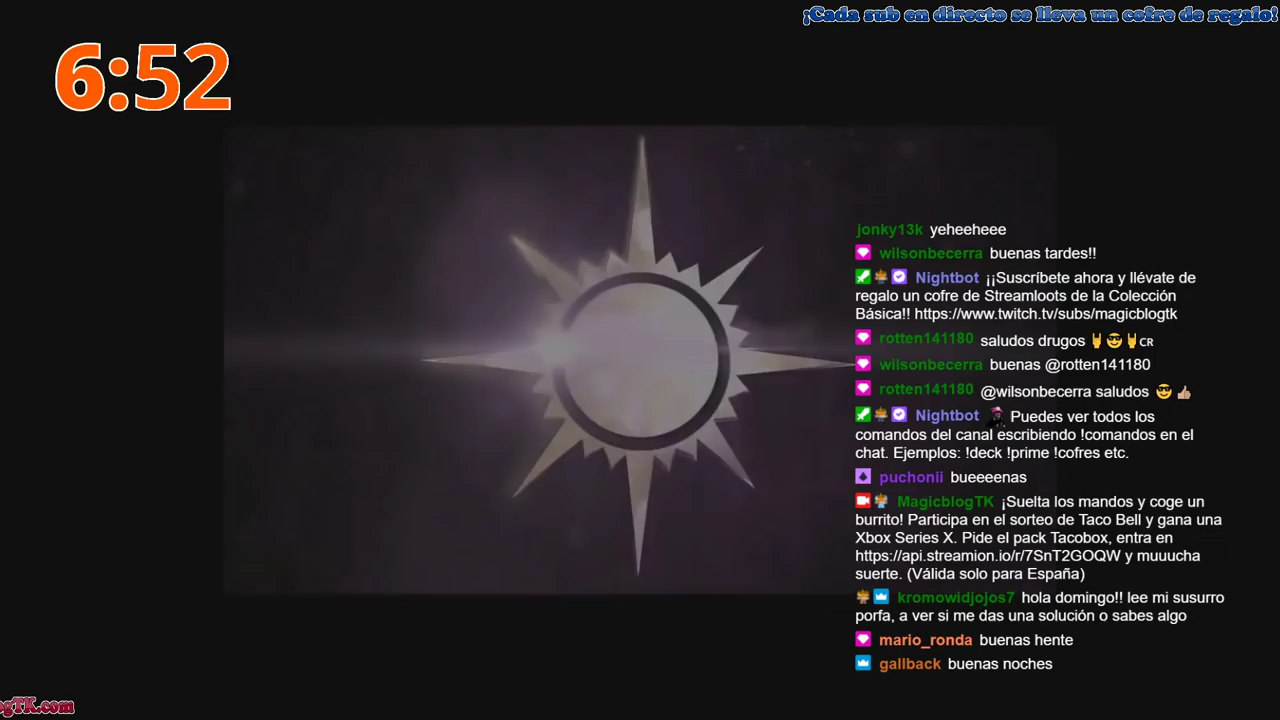 ¡Cada sub en directo se lleva un cofre de regalo!
6:52
jonky13k yeheeheee
wilsonbecerra buenas tardes!!
Nightbot ¡¡Suscríbete ahora y llévate de
regalo un cofre de Streamloots de la Colección
Básica!! https://www.twitch.tv/subs/magicblogtk
rotten141180 saludos drugos 🤘😎🤘CR
wilsonbecerra buenas @rotten141180
rotten141180 @wilsonbecerra saludos 😎👍🏼
Nightbot Puedes ver todos los
comandos del canal escribiendo !comandos en el
chat. Ejemplos: !deck !prime !cofres etc.
puchonii bueeeenas
MagicblogTK ¡Suelta los mandos y coge un
burrito! Participa en el sorteo de Taco Bell y gana una
Xbox Series X. Pide el pack Tacobox, entra en
https://api.streamion.io/r/7SnT2GOQW y muuucha
suerte. (Válida solo para España)
kromowidjojos7 hola domingo!! lee mi susurro
porfa, a ver si me das una solución o sabes algo
mario_ronda buenas hente
gallback buenas noches
ogTK.com